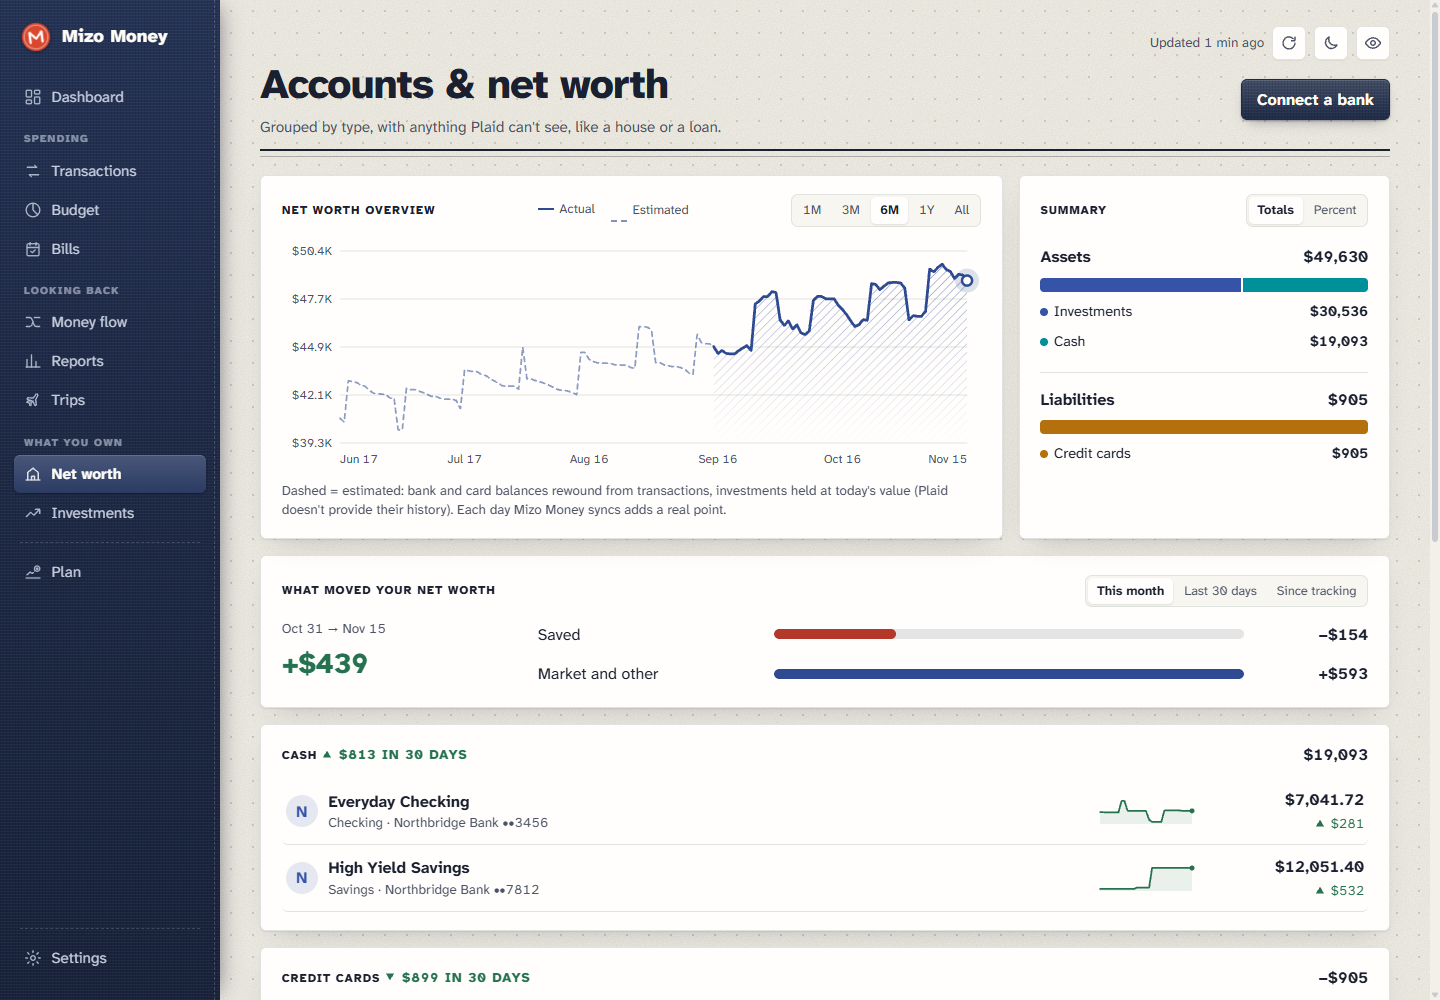 Mizo Money
Dashboard
SPENDING
Transactions
Budget
Bills
LOOKING BACK
Money flow
Reports
Trips
WHAT YOU OWN
Net worth
Investments
Plan
Settings
Updated 1 min ago
Accounts & net worth
Connect a bank
Grouped by type, with anything Plaid can't see, like a house or a loan.
NET WORTH OVERVIEW
Actual
Estimated
1M 3M 6M 1Y All
$50.4K
$47.7K
$44.9K
$42.1K
$39.3K
Jun 17 Jul 17 Aug 16 Sep 16 Oct 16 Nov 15
Dashed = estimated: bank and card balances rewound from transactions, investments held at today's value (Plaid
doesn't provide their history). Each day Mizo Money syncs adds a real point.
SUMMARY
Totals Percent
Assets $49,630
Investments $30,536
Cash $19,093
Liabilities $905
Credit cards $905
WHAT MOVED YOUR NET WORTH
This month Last 30 days Since tracking
Oct 31 → Nov 15
+$439
Saved –$154
Market and other +$593
CASH ▲ $813 IN 30 DAYS $19,093
N
Everyday Checking $7,041.72
Checking · Northbridge Bank ••3456 ▲ $281
N
High Yield Savings $12,051.40
Savings · Northbridge Bank ••7812 ▲ $532
CREDIT CARDS ▼ $899 IN 30 DAYS –$905